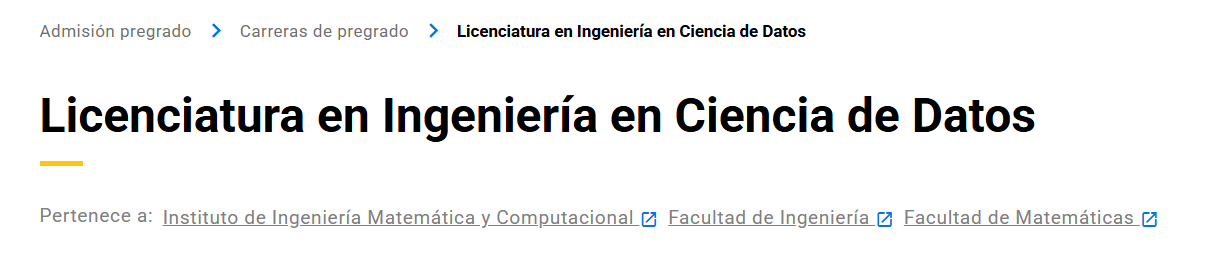 Admisión pregrado Carreras de pregrado Licenciatura en Ingeniería en Ciencia de Datos
Licenciatura en Ingeniería en Ciencia de Datos
Pertenece a: Instituto de Ingeniería Matemática y Computacional Facultad de Ingeniería Facultad de Matemáticas